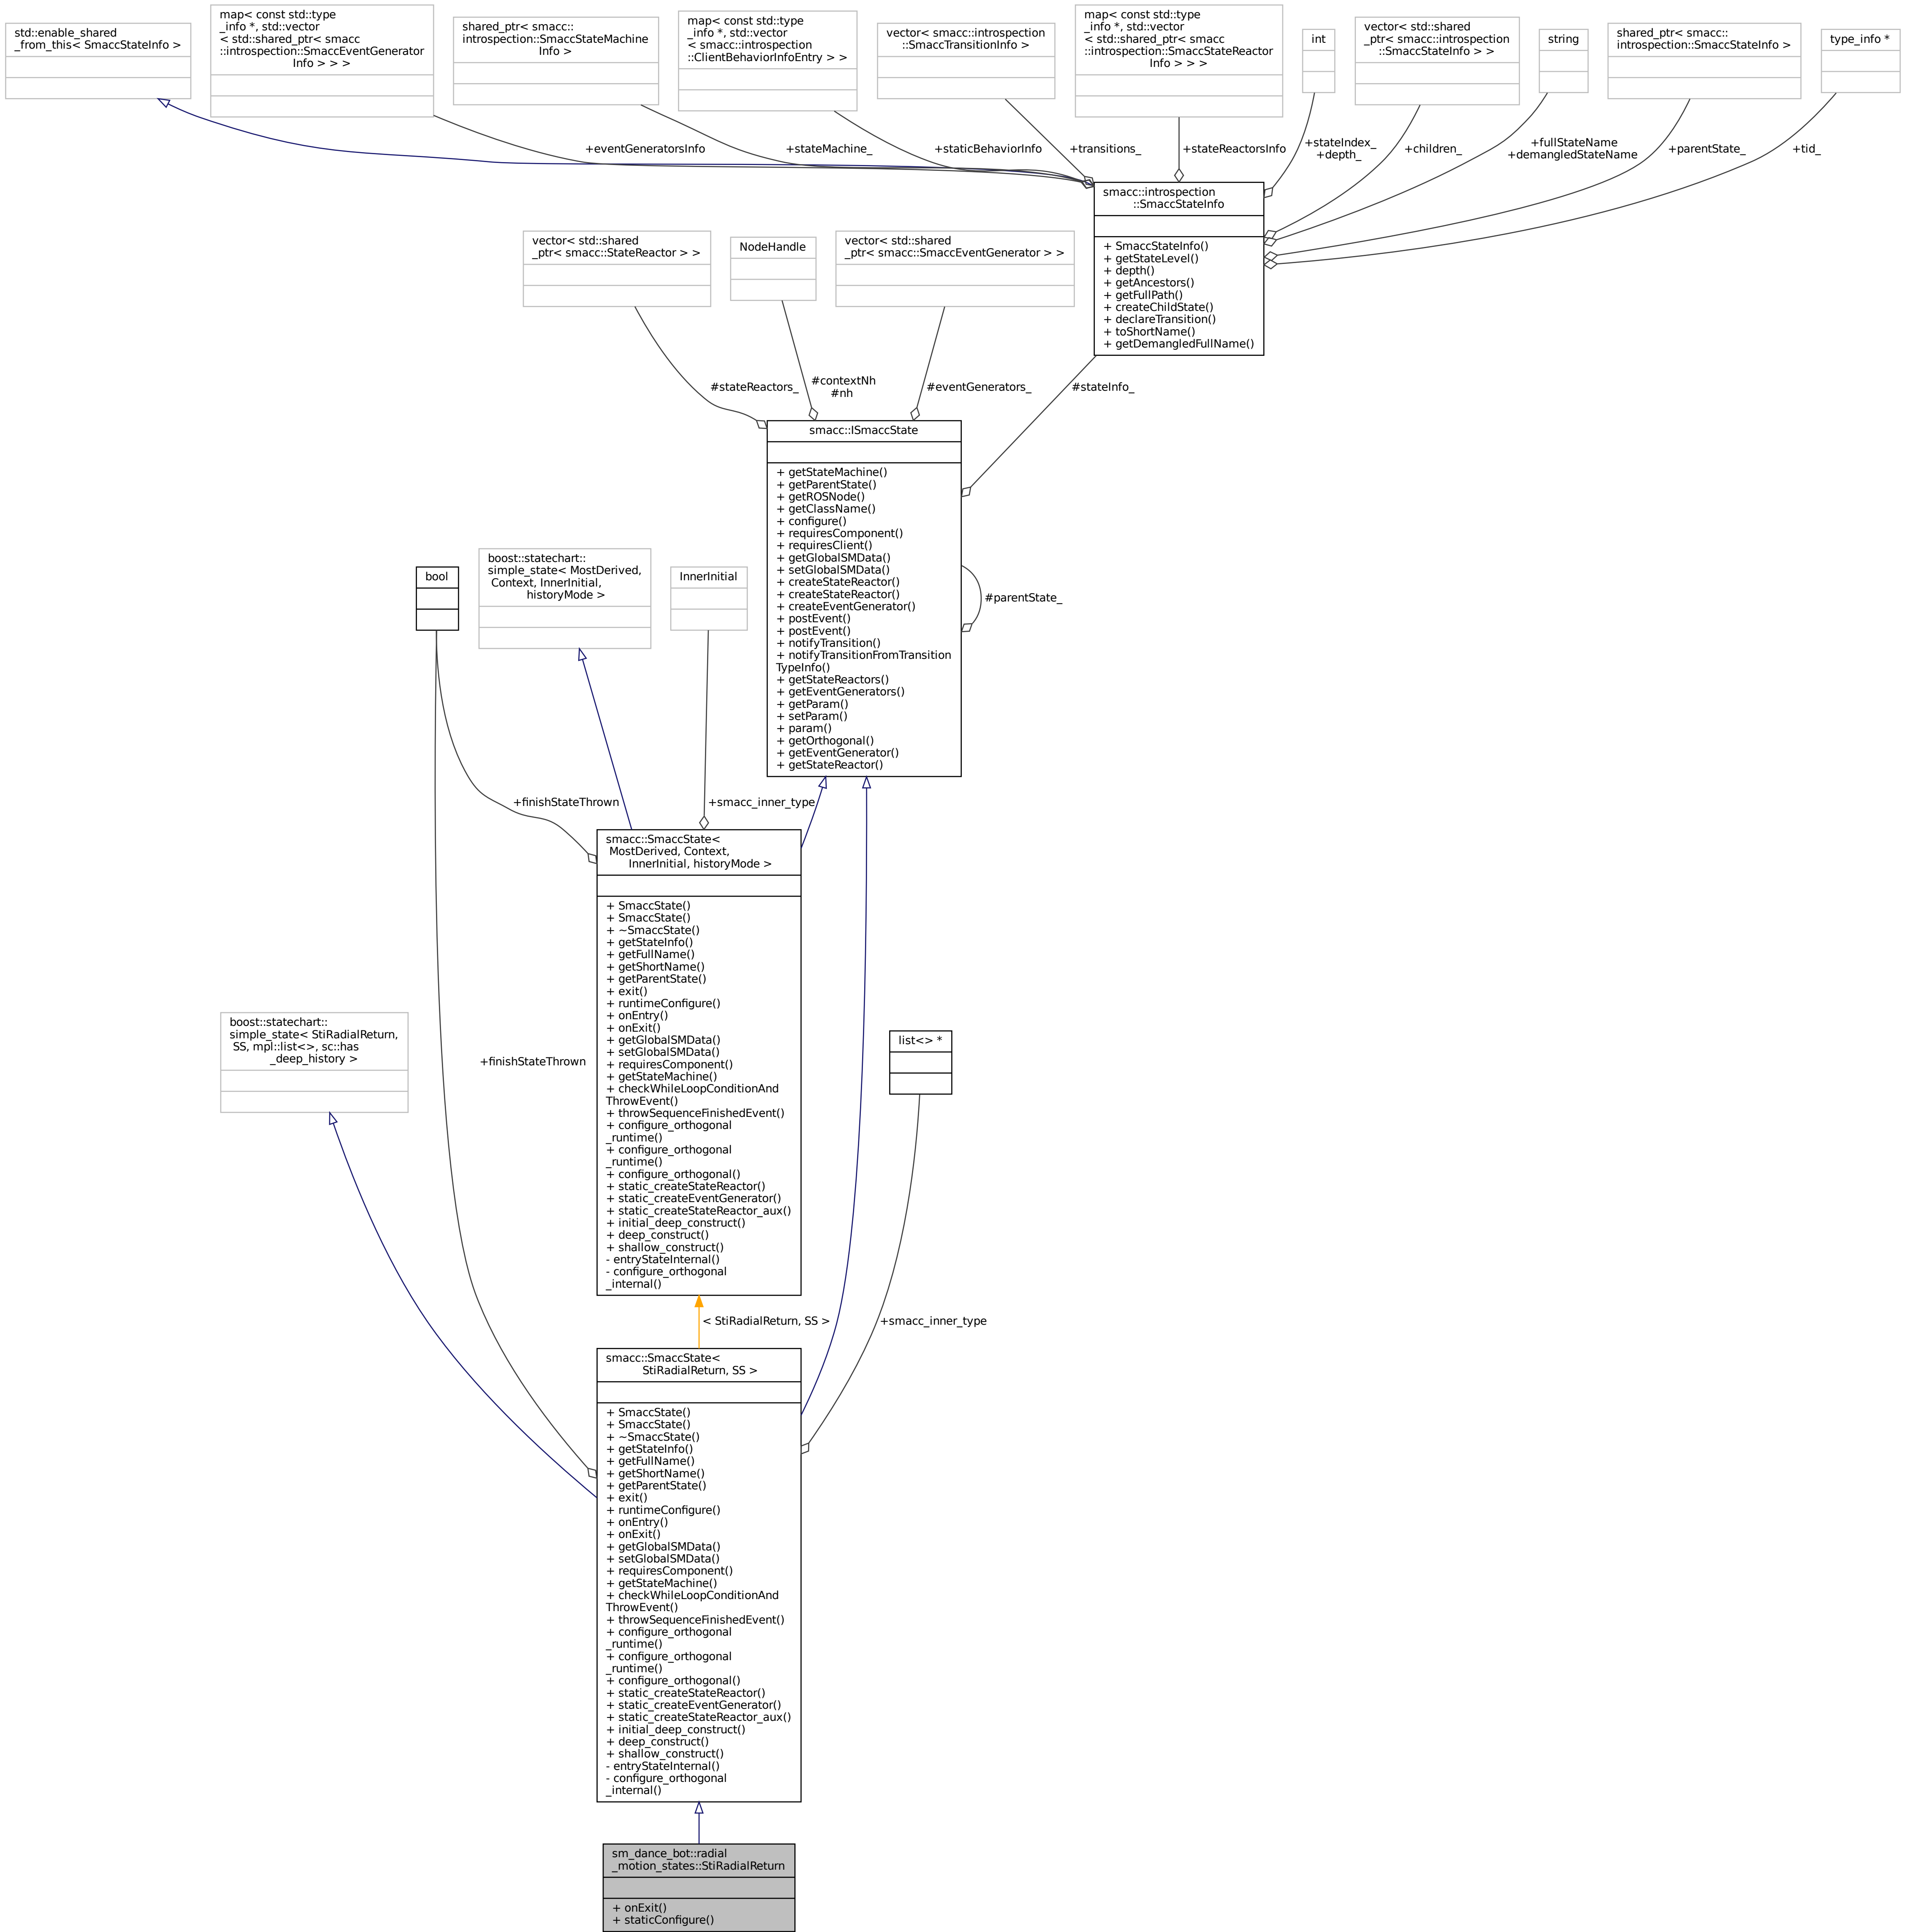 std::enable_shared
_from_this< SmaccStateInfo >
map< const std::type
_info *, std::vector
< std::shared_ptr< smacc
::introspection::SmaccEventGenerator
Info > > >
shared_ptr< smacc::
introspection::SmaccStateMachine
Info >
map< const std::type
_info *, std::vector
< smacc::introspection
::ClientBehaviorInfoEntry > >
vector< smacc::introspection
::SmaccTransitionInfo >
map< const std::type
_info *, std::vector
< std::shared_ptr< smacc
::introspection::SmaccStateReactor
Info > > >
int
vector< std::shared
_ptr< smacc::introspection
::SmaccStateInfo > >
string
shared_ptr< smacc::
introspection::SmaccStateInfo >
type_info *
+eventGeneratorsInfo
+stateMachine_
+staticBehaviorInfo
+transitions_
+stateReactorsInfo
+stateIndex_
+depth_
+children_
+fullStateName
+demangledStateName
+parentState_
+tid_
smacc::introspection
::SmaccStateInfo
+ SmaccStateInfo()
+ getStateLevel()
+ depth()
+ getAncestors()
+ getFullPath()
+ createChildState()
+ declareTransition()
+ toShortName()
+ getDemangledFullName()
vector< std::shared
_ptr< smacc::StateReactor > >
NodeHandle
vector< std::shared
_ptr< smacc::SmaccEventGenerator > >
#stateReactors_
#contextNh
#nh
#eventGenerators_
#stateInfo_
smacc::ISmaccState
+ getStateMachine()
+ getParentState()
+ getROSNode()
+ getClassName()
+ configure()
+ requiresComponent()
+ requiresClient()
+ getGlobalSMData()
+ setGlobalSMData()
+ createStateReactor()
+ createStateReactor()
+ createEventGenerator()
+ postEvent()
+ postEvent()
+ notifyTransition()
+ notifyTransitionFromTransition
TypeInfo()
+ getStateReactors()
+ getEventGenerators()
+ getParam()
+ setParam()
+ param()
+ getOrthogonal()
+ getEventGenerator()
+ getStateReactor()
#parentState_
bool
boost::statechart::
simple_state< MostDerived,
Context, InnerInitial,
historyMode >
InnerInitial
+finishStateThrown
+smacc_inner_type
smacc::SmaccState<
MostDerived, Context,
InnerInitial, historyMode >
+ SmaccState()
+ SmaccState()
+ ~SmaccState()
+ getStateInfo()
+ getFullName()
+ getShortName()
+ getParentState()
+ exit()
+ runtimeConfigure()
+ onEntry()
+ onExit()
+ getGlobalSMData()
+ setGlobalSMData()
+ requiresComponent()
+ getStateMachine()
+ checkWhileLoopConditionAnd
ThrowEvent()
+ throwSequenceFinishedEvent()
+ configure_orthogonal
_runtime()
+ configure_orthogonal
_runtime()
+ configure_orthogonal()
+ static_createStateReactor()
+ static_createEventGenerator()
+ static_createStateReactor_aux()
+ initial_deep_construct()
+ deep_construct()
+ shallow_construct()
- entryStateInternal()
- configure_orthogonal
_internal()
boost::statechart::
simple_state< StiRadialReturn,
SS, mpl::list<>, sc::has
_deep_history >
+finishStateThrown
list<> *
< StiRadialReturn, SS >
+smacc_inner_type
smacc::SmaccState<
StiRadialReturn, SS >
+ SmaccState()
+ SmaccState()
+ ~SmaccState()
+ getStateInfo()
+ getFullName()
+ getShortName()
+ getParentState()
+ exit()
+ runtimeConfigure()
+ onEntry()
+ onExit()
+ getGlobalSMData()
+ setGlobalSMData()
+ requiresComponent()
+ getStateMachine()
+ checkWhileLoopConditionAnd
ThrowEvent()
+ throwSequenceFinishedEvent()
+ configure_orthogonal
_runtime()
+ configure_orthogonal
_runtime()
+ configure_orthogonal()
+ static_createStateReactor()
+ static_createEventGenerator()
+ static_createStateReactor_aux()
+ initial_deep_construct()
+ deep_construct()
+ shallow_construct()
- entryStateInternal()
- configure_orthogonal
_internal()
sm_dance_bot::radial
_motion_states::StiRadialReturn
+ onExit()
+ staticConfigure()